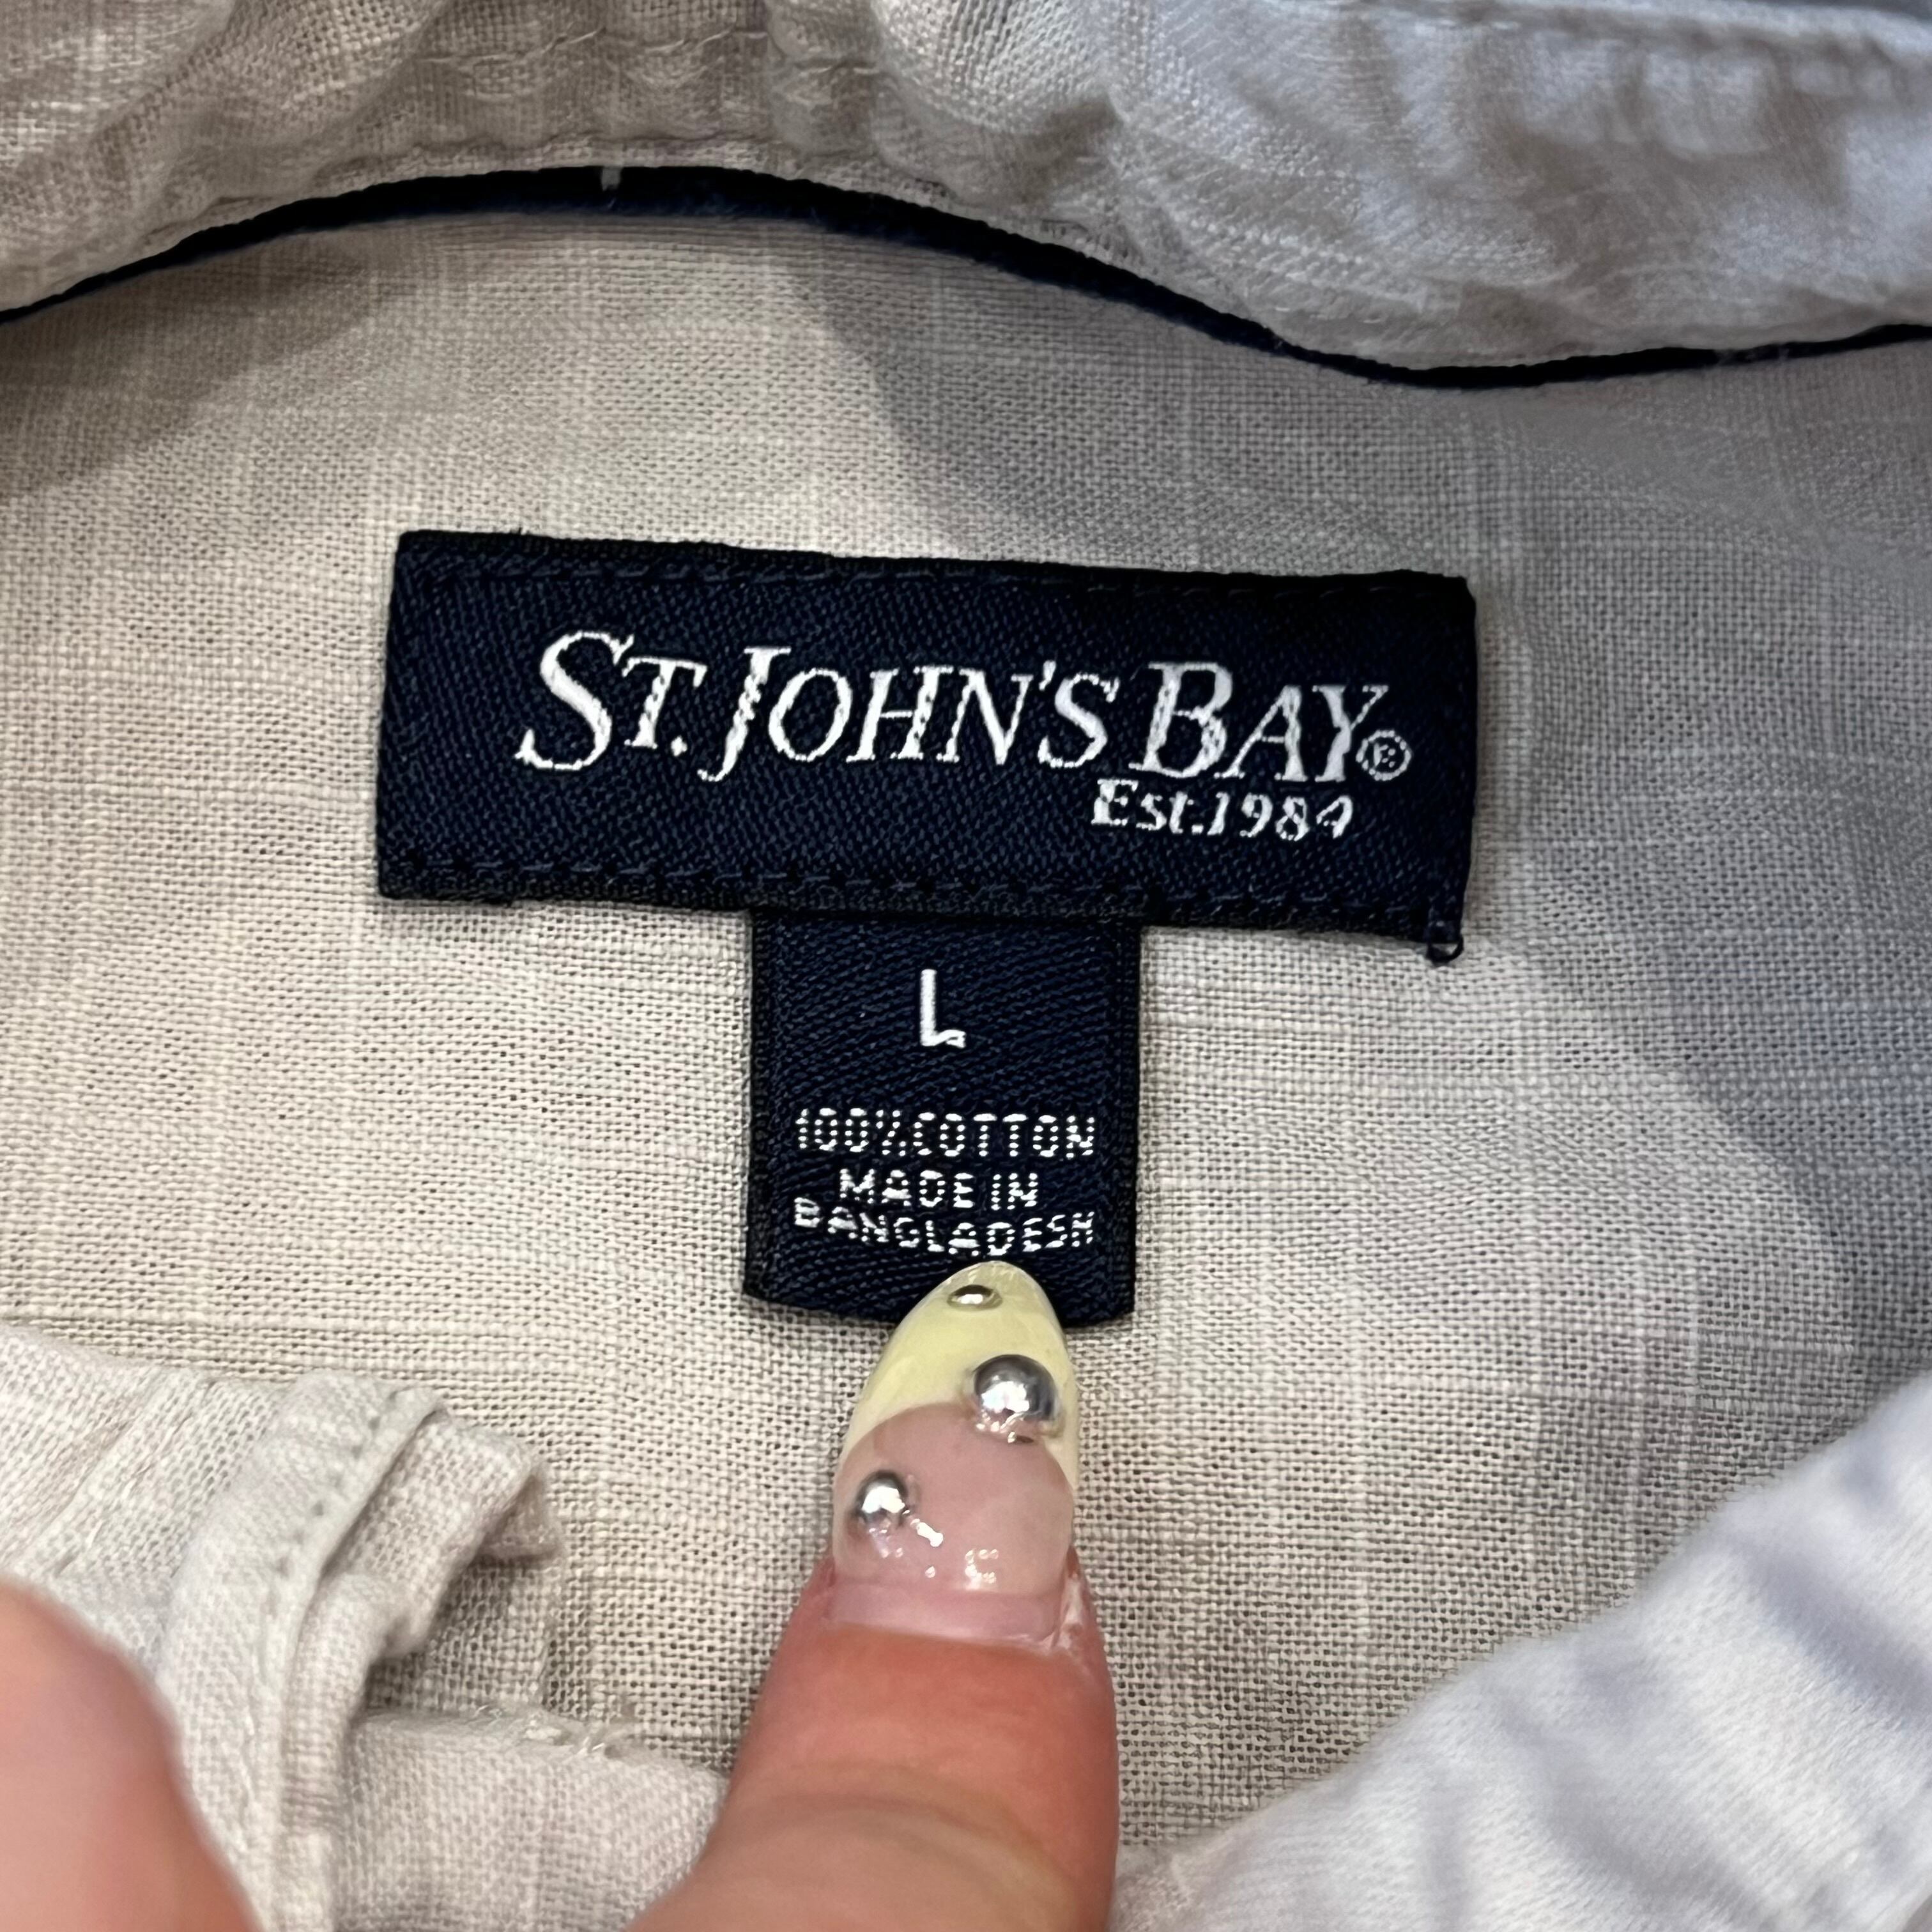 ST. JOHN'S BAY®
Est.1984
L
100% COTTON
MADE IN
BANGLADESH